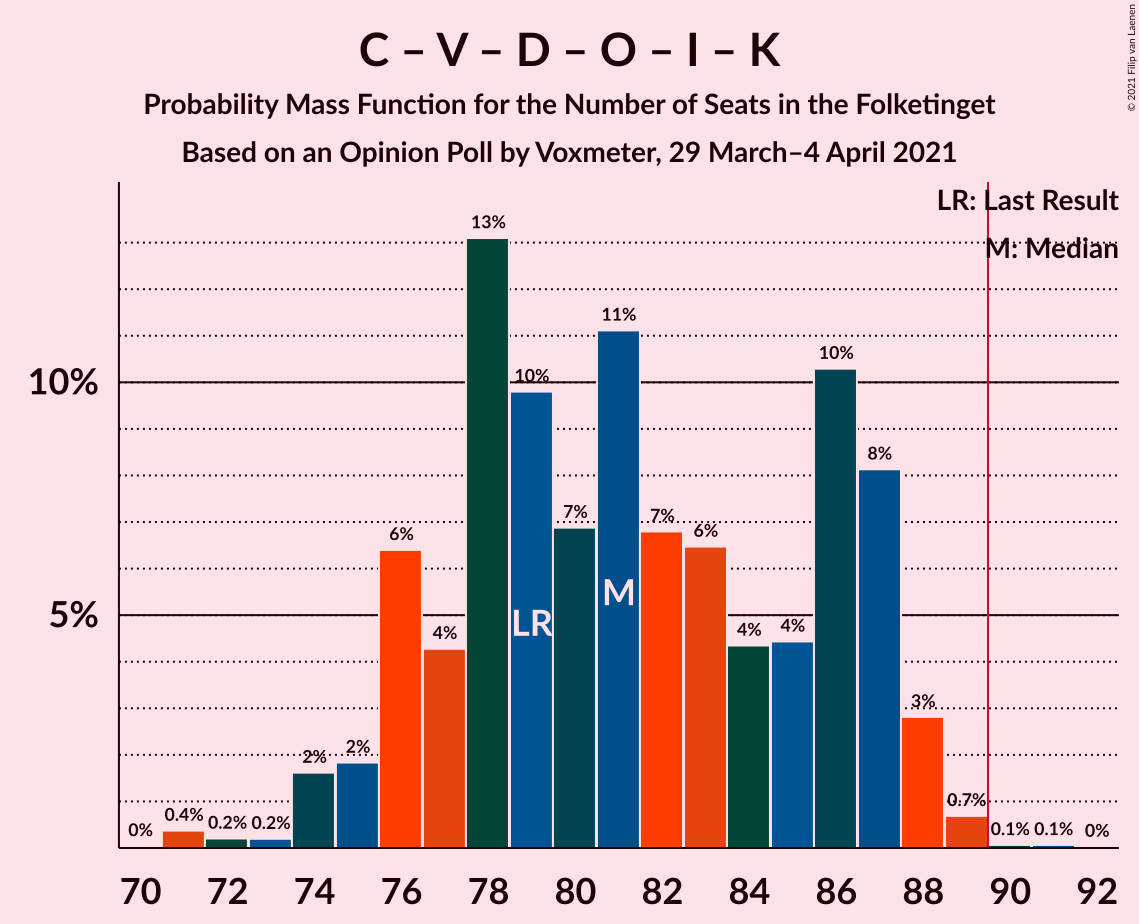 C – V – D – O – I – K
Probability Mass Function for the Number of Seats in the Folketinget
Based on an Opinion Poll by Voxmeter, 29 March–4 April 2021
© 2021 Filip van Laenen
LR: Last Result
M: Median
10%
5%
0%
0.4%
0.2%
0.2%
2%
2%
6%
4%
13%
10%
7%
11%
7%
6%
4%
4%
10%
8%
3%
0.7%
0.1%
0.1%
0%
LR
M
70 72 74 76 78 80 82 84 86 88 90 92